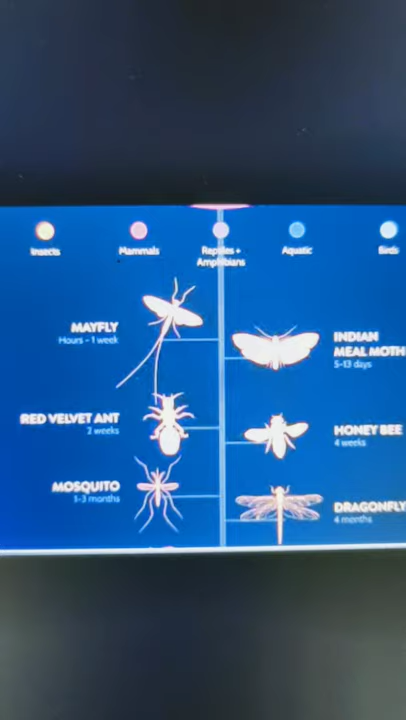 Insects
Mammals
Reptiles +
Amphibians
Aquatic
Birds
MAYFLY
Hours - 1 week
INDIAN
MEAL MOTH
5-13 days
RED VELVET ANT
2 weeks
HONEY BEE
4 weeks
MOSQUITO
1-3 months
DRAGONFLY
4 months